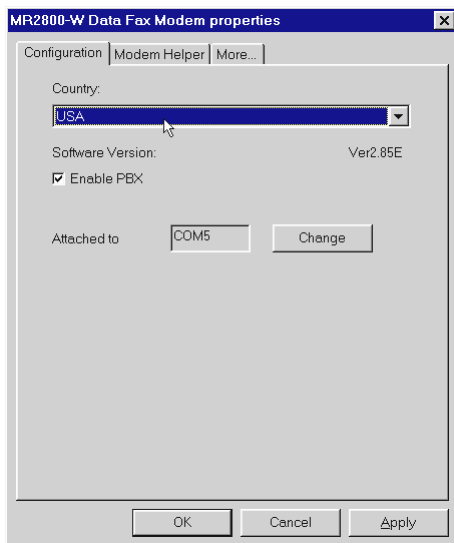 MR2800-W Data Fax Modem properties
Configuration Modem Helper More...
Country:
USA
Software Version: Ver2.85E
Enable PBX
Attached to COM5 Change
OK Cancel Apply